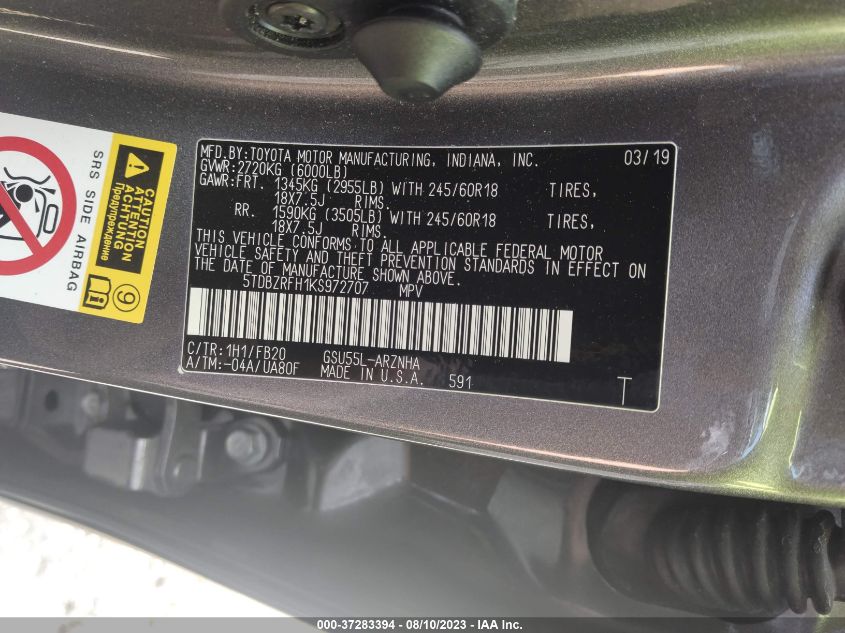 MFD.BY:TOYOTA MOTOR MANUFACTURING, INDIANA, INC. 03/19
GVWR:2720KG (6000LB)
GAWR:FRT. 1345KG (2955LB) WITH 245/60R18 TIRES,
18X7.5J RIMS.
RR. 1590KG (3505LB) WITH 245/60R18 TIRES,
18X7.5J RIMS.
THIS VEHICLE CONFORMS TO ALL APPLICABLE FEDERAL MOTOR
VEHICLE SAFETY AND THEFT PREVENTION STANDARDS IN EFFECT ON
THE DATE OF MANUFACTURE SHOWN ABOVE.
5TDBZRFH1KS972707 MPV
C/TR:1H1/FB20 GSU55L-ARZNHA
A/TM:-04A/UA80F MADE IN U.S.A. 591 T
SRS SIDE AIRBAG
CAUTION
ATTENTION
ACHTUNG
Предупреждение
9
000-37283394 - 08/10/2023 - IAA Inc.